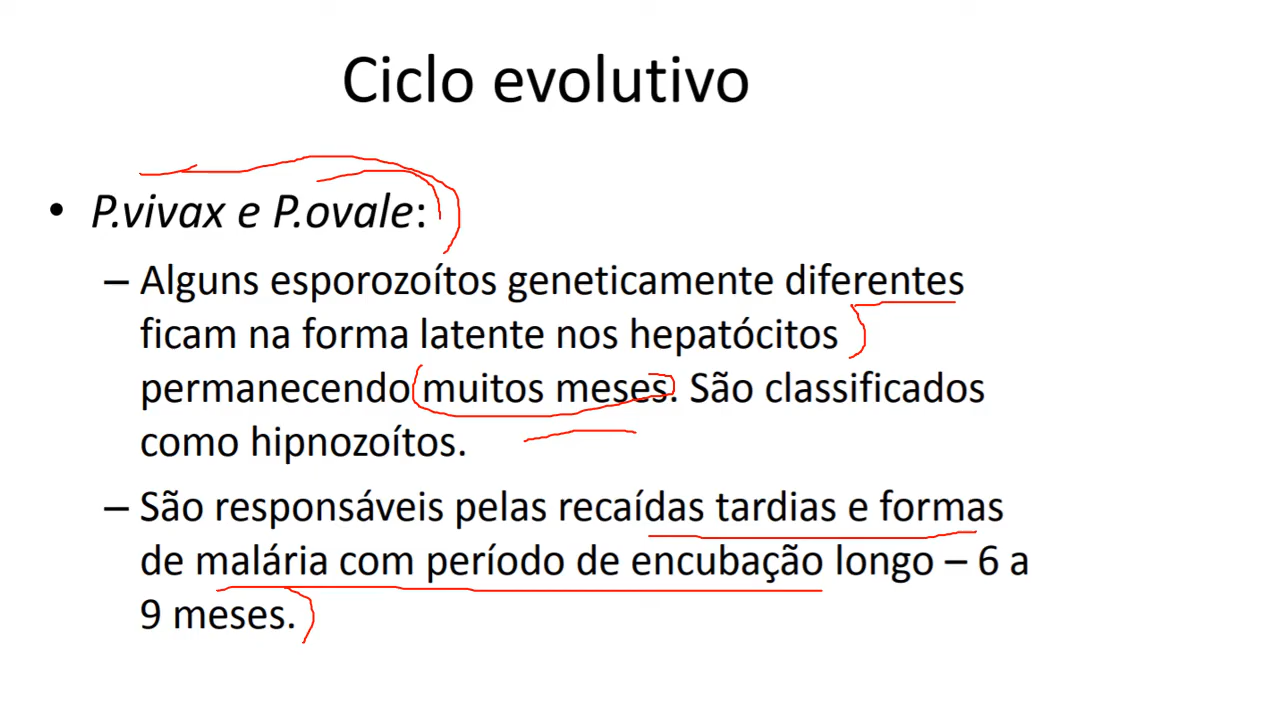 Ciclo evolutivo
• P.vivax e P.ovale:
– Alguns esporozoítos geneticamente diferentes
ficam na forma latente nos hepatócitos
permanecendo muitos meses. São classificados
como hipnozoítos.
– São responsáveis pelas recaídas tardias e formas
de malária com período de encubação longo – 6 a
9 meses.